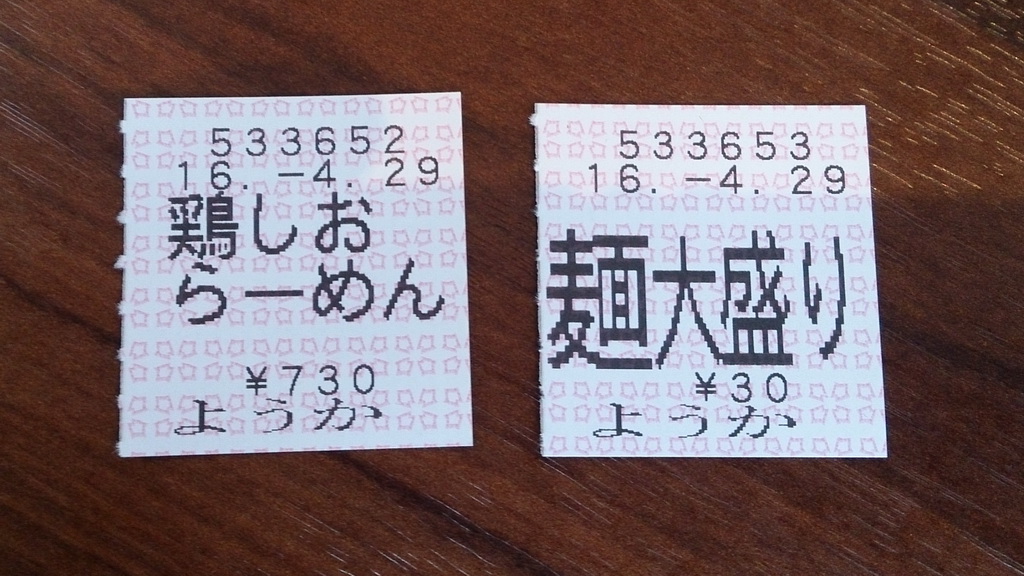 533652
16.-4.29
鶏しお
らーめん
¥730
ようか
533653
16.-4.29
麺大盛り
¥30
ようか